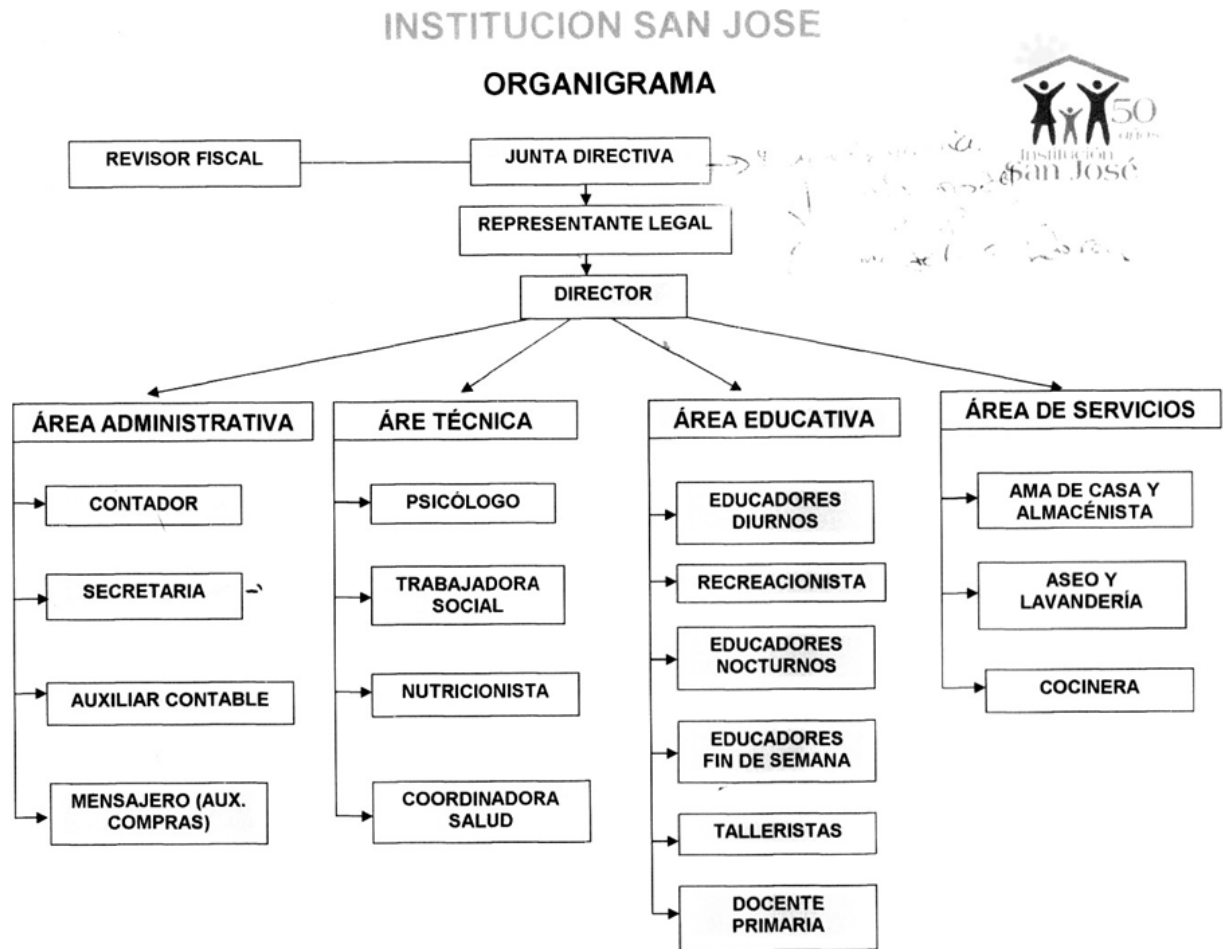 INSTITUCION SAN JOSE
ORGANIGRAMA
50
años
Institución
San José
REVISOR FISCAL
JUNTA DIRECTIVA
REPRESENTANTE LEGAL
DIRECTOR
ÁREA ADMINISTRATIVA
CONTADOR
SECRETARIA
AUXILIAR CONTABLE
MENSAJERO (AUX.
COMPRAS)
ÁRE TÉCNICA
PSICÓLOGO
TRABAJADORA
SOCIAL
NUTRICIONISTA
COORDINADORA
SALUD
ÁREA EDUCATIVA
EDUCADORES
DIURNOS
RECREACIONISTA
EDUCADORES
NOCTURNOS
EDUCADORES
FIN DE SEMANA
TALLERISTAS
DOCENTE
PRIMARIA
ÁREA DE SERVICIOS
AMA DE CASA Y
ALMACÉNISTA
ASEO Y
LAVANDERÍA
COCINERA